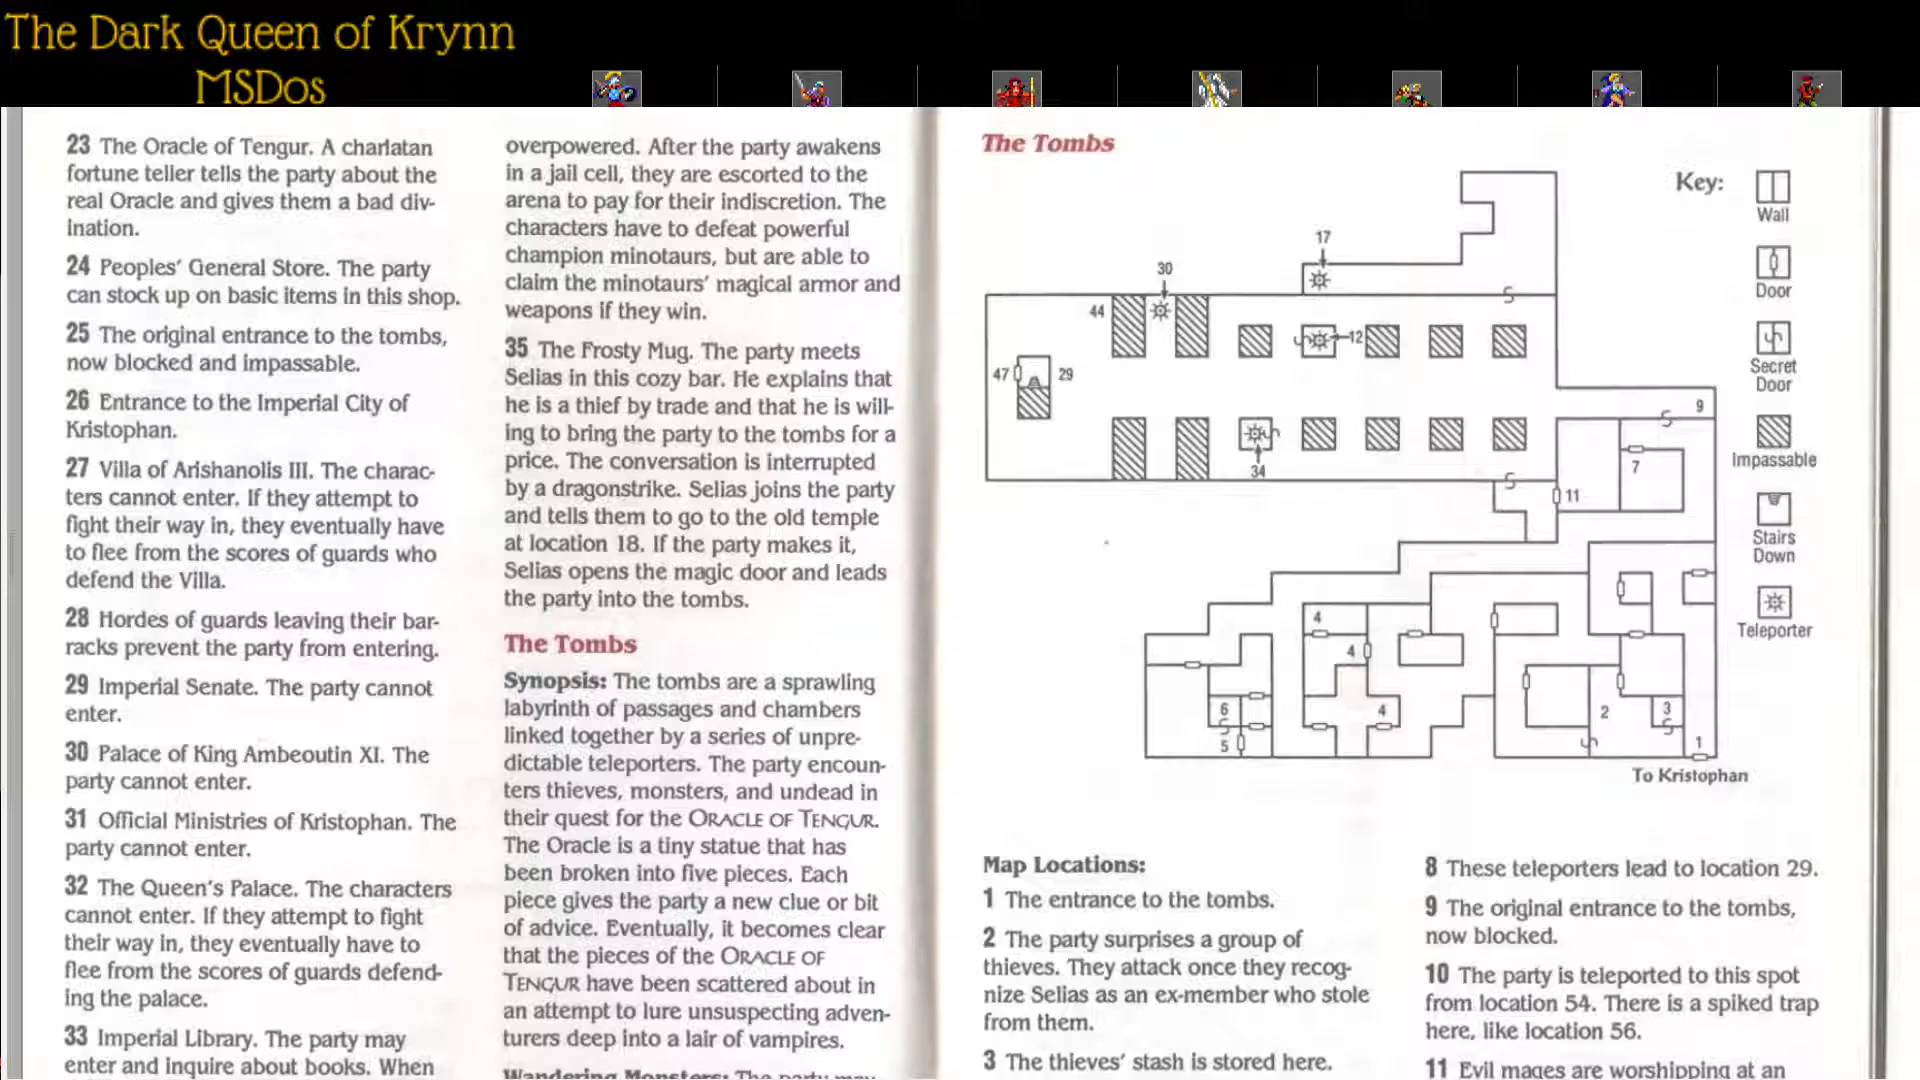 The Dark Queen of Krynn
MSDos
23 The Oracle of Tengur. A charlatan
fortune teller tells the party about the
real Oracle and gives them a bad div-
ination.
24 Peoples' General Store. The party
can stock up on basic items in this shop.
25 The original entrance to the tombs,
now blocked and impassable.
26 Entrance to the Imperial City of
Kristophan.
27 Villa of Arishanolis III. The charac-
ters cannot enter. If they attempt to
fight their way in, they eventually have
to flee from the scores of guards who
defend the Villa.
28 Hordes of guards leaving their bar-
racks prevent the party from entering.
29 Imperial Senate. The party cannot
enter.
30 Palace of King Ambeoutin XI. The
party cannot enter.
31 Official Ministries of Kristophan. The
party cannot enter.
32 The Queen's Palace. The characters
cannot enter. If they attempt to fight
their way in, they eventually have to
flee from the scores of guards defend-
ing the palace.
33 Imperial Library. The party may
enter and inquire about books. When
overpowered. After the party awakens
in a jail cell, they are escorted to the
arena to pay for their indiscretion. The
characters have to defeat powerful
champion minotaurs, but are able to
claim the minotaurs' magical armor and
weapons if they win.
35 The Frosty Mug. The party meets
Selias in this cozy bar. He explains that
he is a thief by trade and that he is will-
ing to bring the party to the tombs for a
price. The conversation is interrupted
by a dragonstrike. Selias joins the party
and tells them to go to the old temple
at location 18. If the party makes it,
Selias opens the magic door and leads
the party into the tombs.
The Tombs
Synopsis: The tombs are a sprawling
labyrinth of passages and chambers
linked together by a series of unpre-
dictable teleporters. The party encoun-
ters thieves, monsters, and undead in
their quest for the ORACLE OF TENGUR.
The Oracle is a tiny statue that has
been broken into five pieces. Each
piece gives the party a new clue or bit
of advice. Eventually, it becomes clear
that the pieces of the ORACLE OF
TENGUR have been scattered about in
an attempt to lure unsuspecting adven-
turers deep into a lair of vampires.
Wandering Monsters: The party may
The Tombs
17
30
44
12
47
29
9
34
7
11
4
4
6
4
2
3
5
1
To Kristophan
Key:
Wall
Door
Secret
Door
Impassable
Stairs
Down
Teleporter
Map Locations:
1 The entrance to the tombs.
2 The party surprises a group of
thieves. They attack once they recog-
nize Selias as an ex-member who stole
from them.
3 The thieves' stash is stored here.
8 These teleporters lead to location 29.
9 The original entrance to the tombs,
now blocked.
10 The party is teleported to this spot
from location 54. There is a spiked trap
here, like location 56.
11 Evil mages are worshipping at an